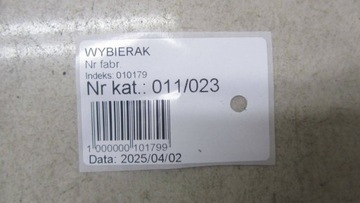 WYBIERAK
Nr fabr.
Indeks. 010179
Nr kat.: 011/023
1 000000 101799
Data: 2025/04/02